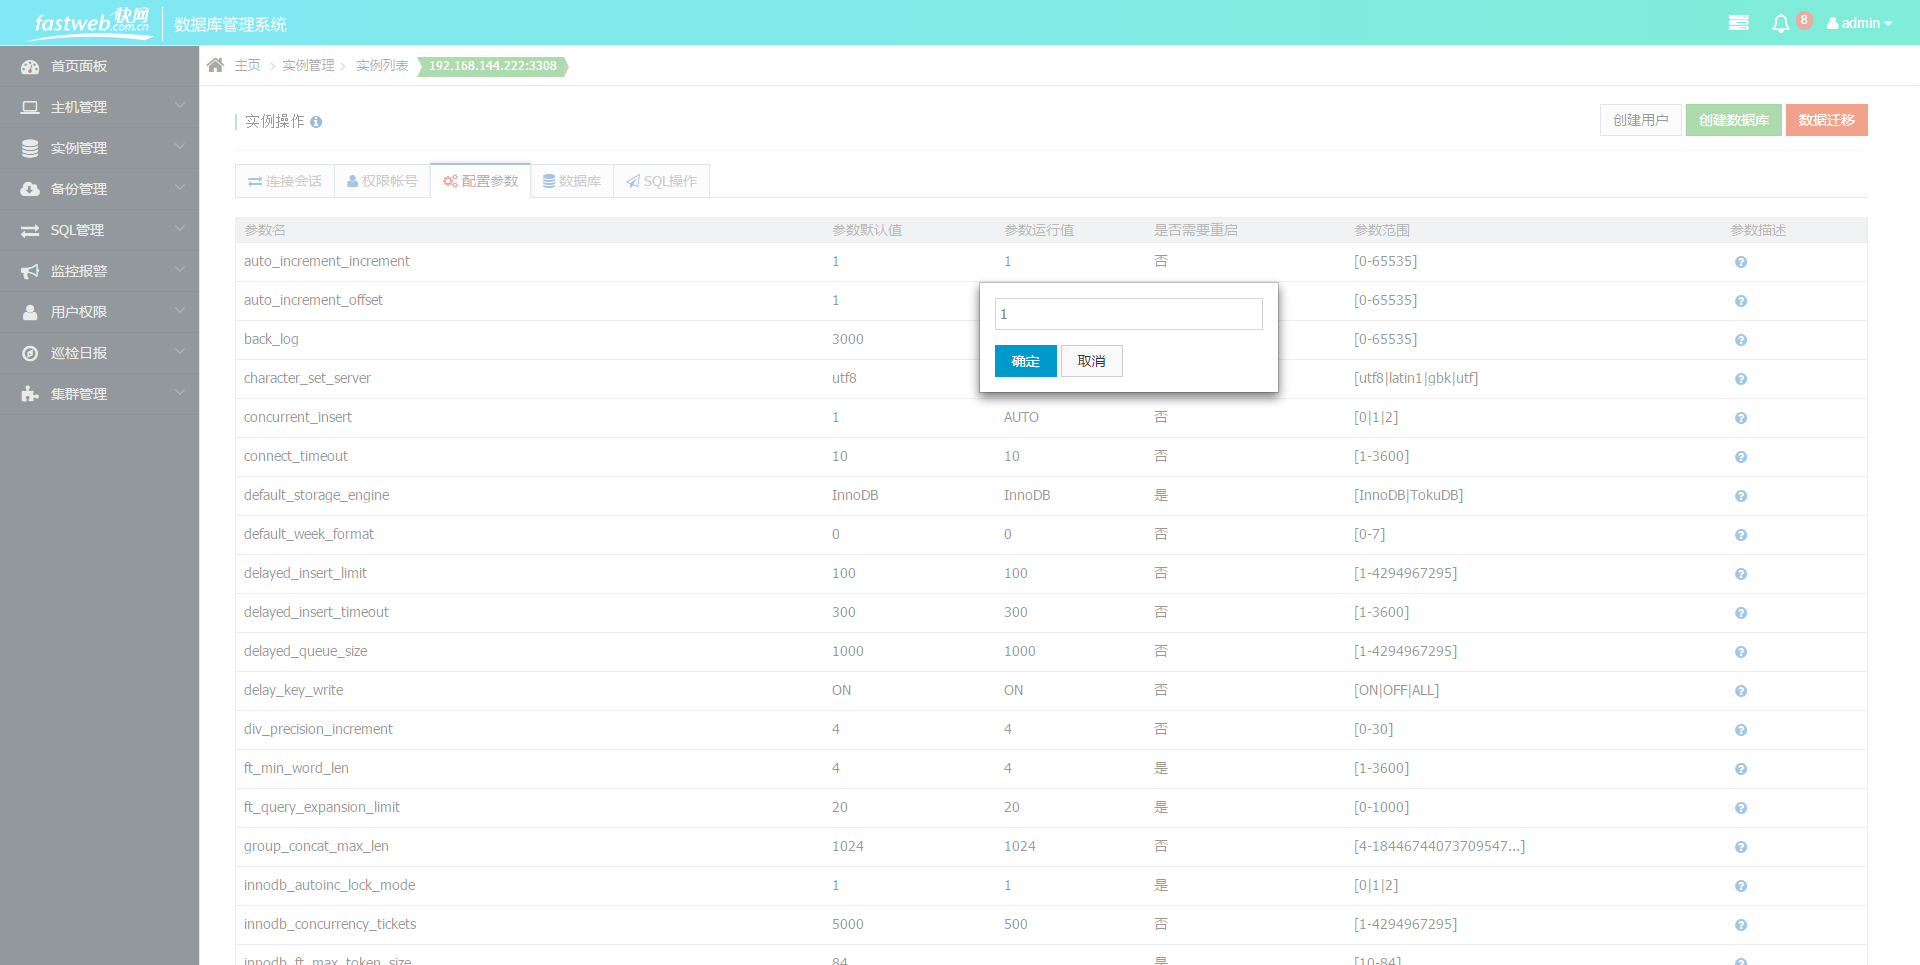 fastweb 快网 .com.cn 数据库管理系统 8 admin
首页面板
主机管理
实例管理
备份管理
SQL管理
监控报警
用户权限
巡检日报
集群管理
主页 实例管理 实例列表 192.168.144.222:3308
实例操作 创建用户 创建数据库 数据迁移
连接会话 权限帐号 配置参数 数据库 SQL操作
参数名 参数默认值 参数运行值 是否需要重启 参数范围 参数描述
auto_increment_increment 1 1 否 [0-65535]
auto_increment_offset 1 [0-65535]
1
back_log 3000 [0-65535]
确定 取消
character_set_server utf8 [utf8|latin1|gbk|utf]
concurrent_insert 1 AUTO 否 [0|1|2]
connect_timeout 10 10 否 [1-3600]
default_storage_engine InnoDB InnoDB 是 [InnoDB|TokuDB]
default_week_format 0 0 否 [0-7]
delayed_insert_limit 100 100 否 [1-4294967295]
delayed_insert_timeout 300 300 否 [1-3600]
delayed_queue_size 1000 1000 否 [1-4294967295]
delay_key_write ON ON 否 [ON|OFF|ALL]
div_precision_increment 4 4 否 [0-30]
ft_min_word_len 4 4 是 [1-3600]
ft_query_expansion_limit 20 20 是 [0-1000]
group_concat_max_len 1024 1024 否 [4-18446744073709547...]
innodb_autoinc_lock_mode 1 1 是 [0|1|2]
innodb_concurrency_tickets 5000 500 否 [1-4294967295]
innodb_ft_max_token_size 84 是 [10-84]